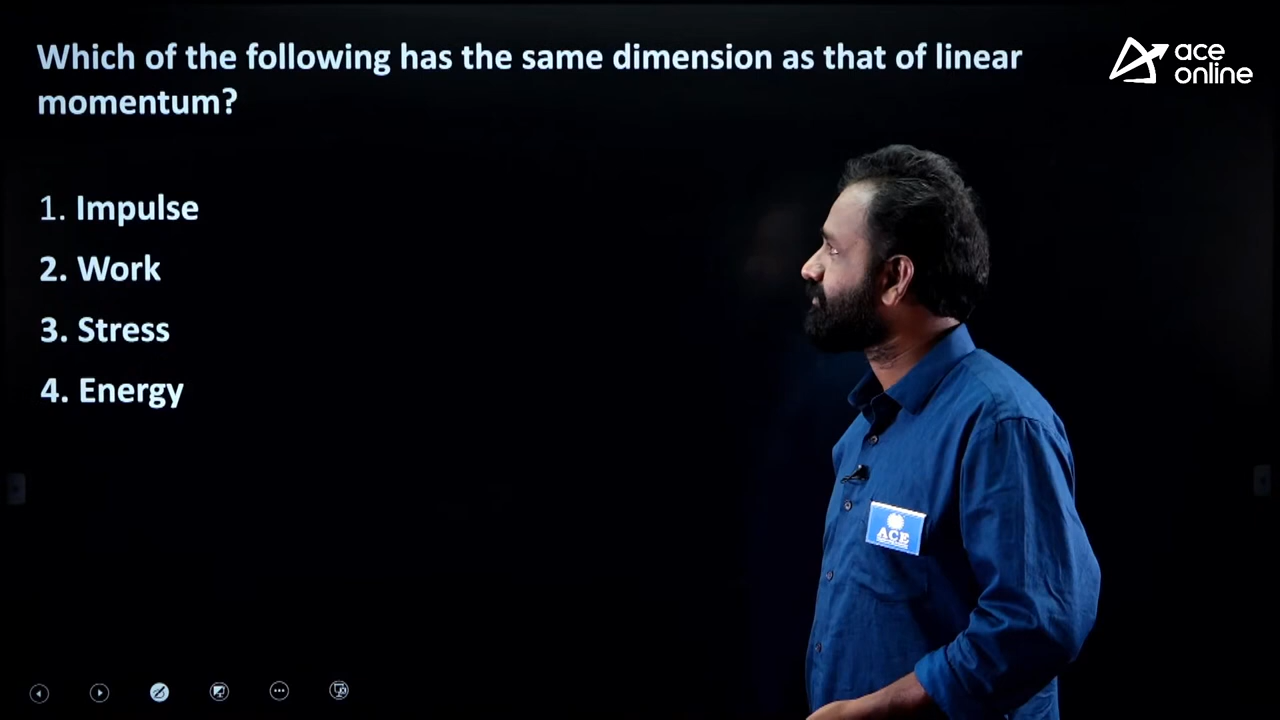 Which of the following has the same dimension as that of linear
momentum?
ace
online
1. Impulse
2. Work
3. Stress
4. Energy
ACE